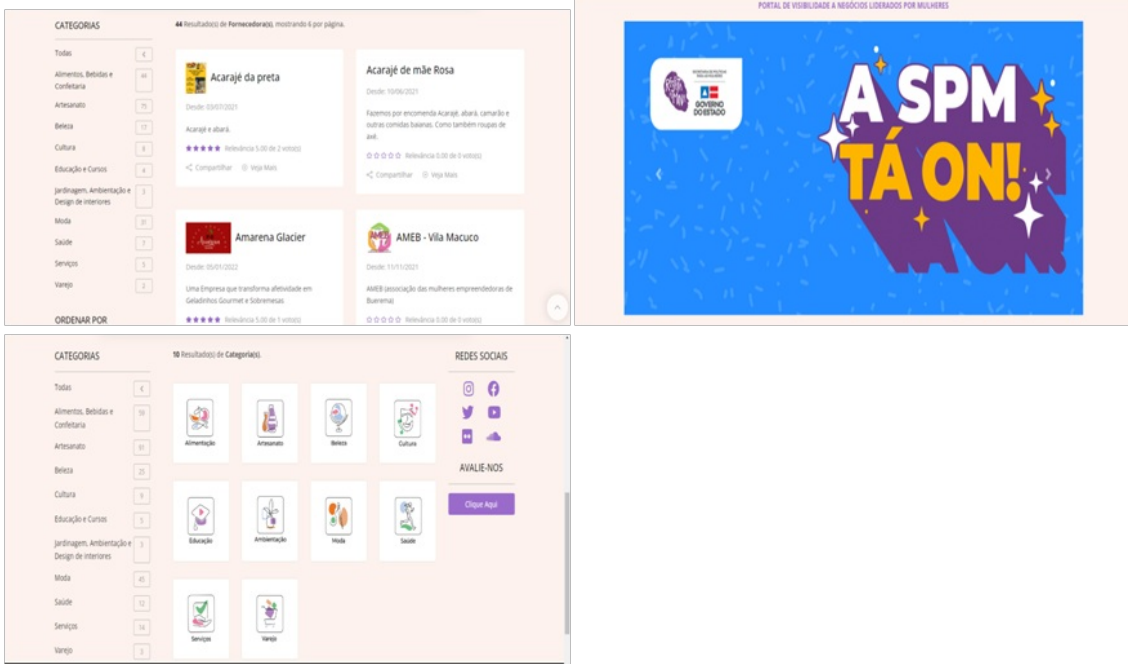 CATEGORIAS
Todas
Alimentos, Bebidas e
Confeitaria
44
Artesanato
75
Beleza
17
Cultura
8
Educação e Cursos
4
Jardinagem, Ambientação e
Design de interiores
3
Moda
31
Saúde
7
Serviços
5
Varejo
2
ORDENAR POR
44 Resultado(s) de Fornecedora(s), mostrando 6 por página.
Acarajé da preta
Desde: 03/07/2021
Acarajé e abará.
Relevância 5.00 de 2 voto(s)
Compartilhar Veja Mais
Acarajé de mãe Rosa
Desde: 10/06/2021
Fazemos por encomenda Acarajé, abará, camarão e
outras comidas baianas. Como também roupas de
axé.
Relevância 0.00 de 0 voto(s)
Compartilhar Veja Mais
Amarena Glacier
Desde: 05/01/2022
Uma Empresa que transforma afetividade em
Geladinhos Gourmet e Sobremesas
Relevância 5.00 de 1 voto(s)
AMEB - Vila Macuco
Desde: 11/11/2021
AMEB (associação das mulheres empreendedoras de
Buerema)
Relevância 0.00 de 0 voto(s)
PORTAL DE VISIBILIDADE A NEGÓCIOS LIDERADOS POR MULHERES
GOVERNO
DO ESTADO
A SPM
TÁ ON!
CATEGORIAS
Todas
Alimentos, Bebidas e
Confeitaria
59
Artesanato
91
Beleza
25
Cultura
9
Educação e Cursos
5
Jardinagem, Ambientação e
Design de interiores
5
Moda
45
Saúde
12
Serviços
14
Varejo
3
10 Resultado(s) de Categoria(s).
Alimentação
Artesanato
Beleza
Cultura
Educação
Ambientação
Moda
Saúde
Serviços
Varejo
REDES SOCIAIS
AVALIE-NOS
Clique Aqui